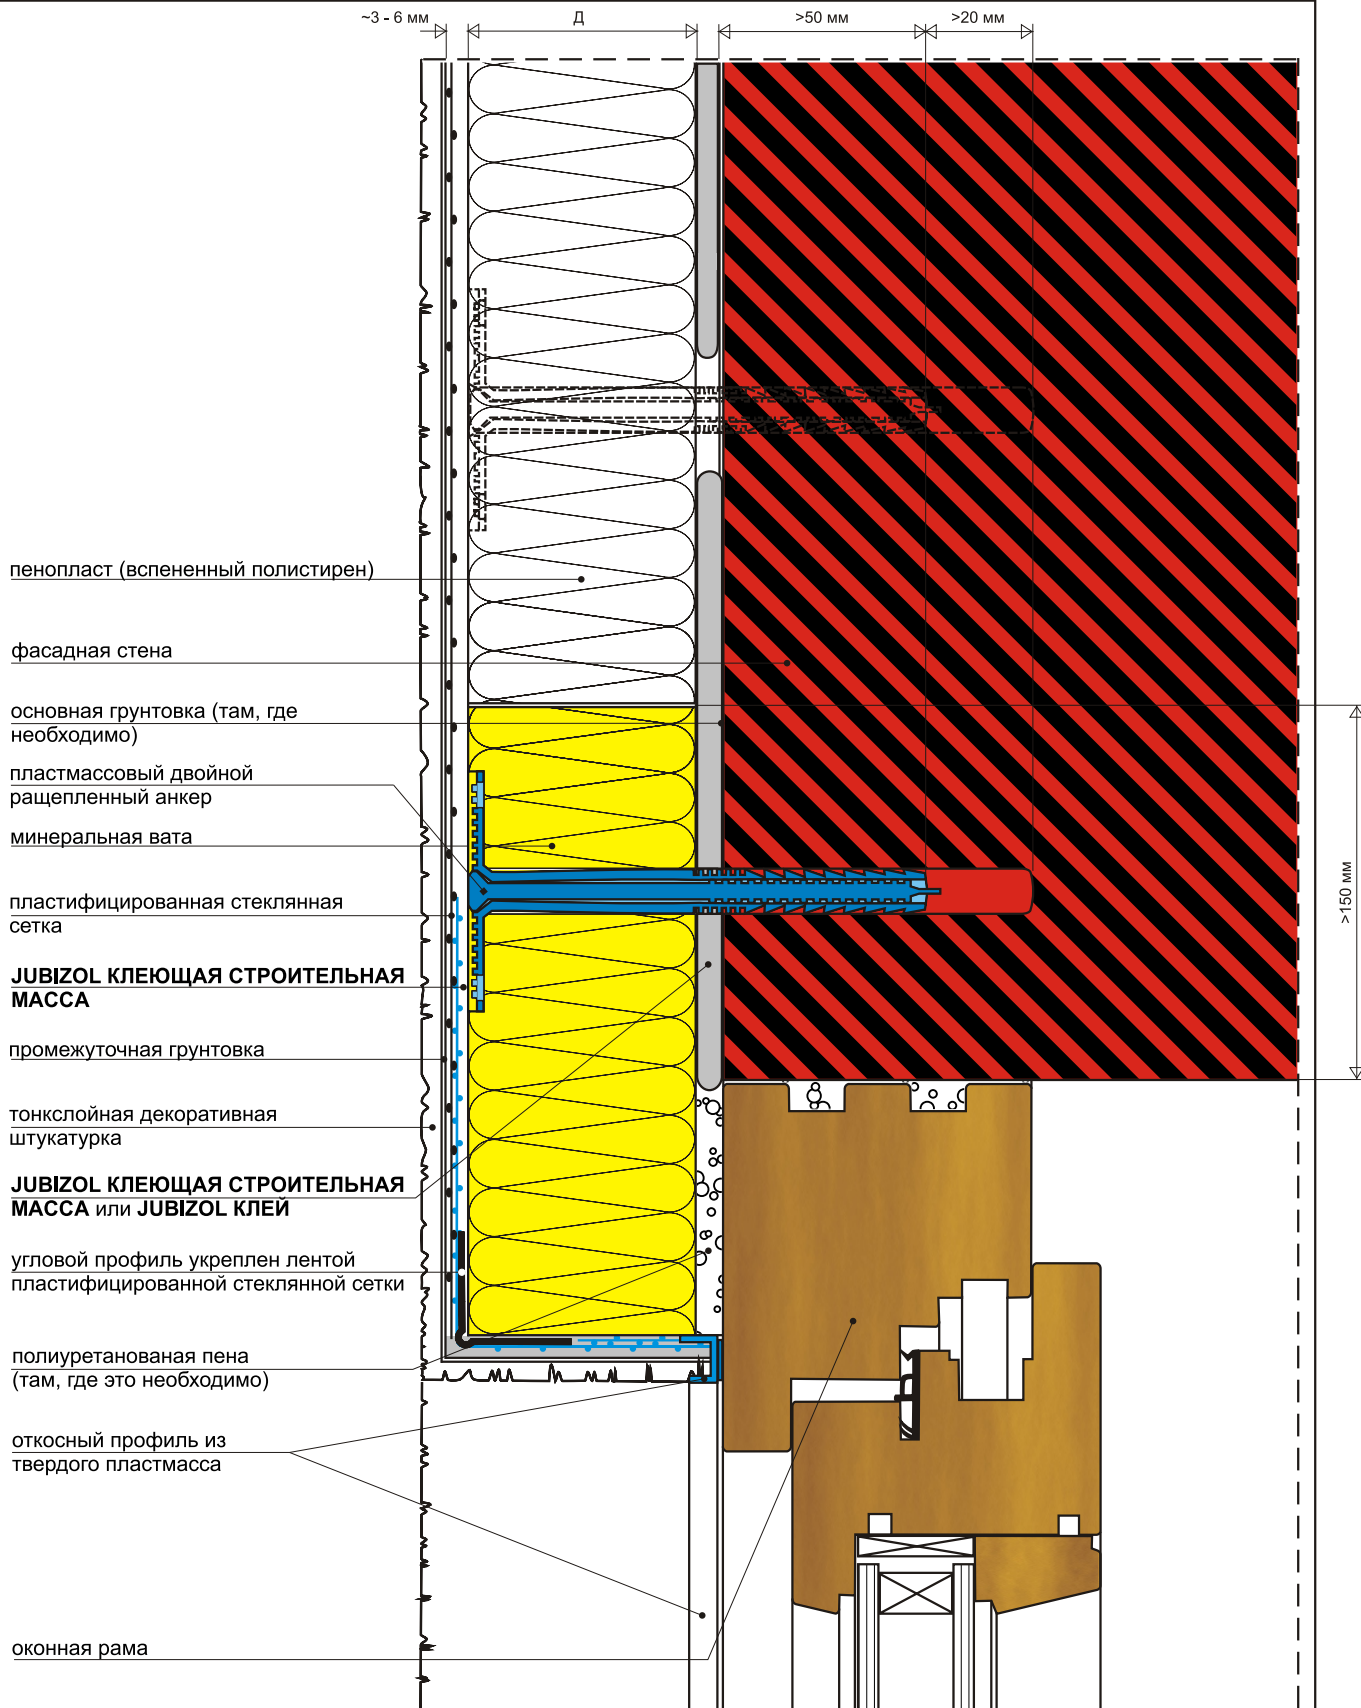 ~3 - 6 мм
Д
>50 мм
>20 мм
пенопласт (вспененный полистирен)
фасадная стена
основная грунтовка (там, где
необходимо)
пластмассовый двойной
ращепленный анкер
минеральная вата
>150 мм
пластифицированная стеклянная
сетка
JUBIZOL КЛЕЮЩАЯ СТРОИТЕЛЬНАЯ
МАССА
промежуточная грунтовка
тонкслойная декоративная
штукатурка
JUBIZOL КЛЕЮЩАЯ СТРОИТЕЛЬНАЯ
МАССА или JUBIZOL КЛЕЙ
угловой профиль укреплен лентой
пластифицированной стеклянной сетки
полиуретанованая пена
(там, где это необходимо)
откосный профиль из
твердого пластмасса
оконная рама